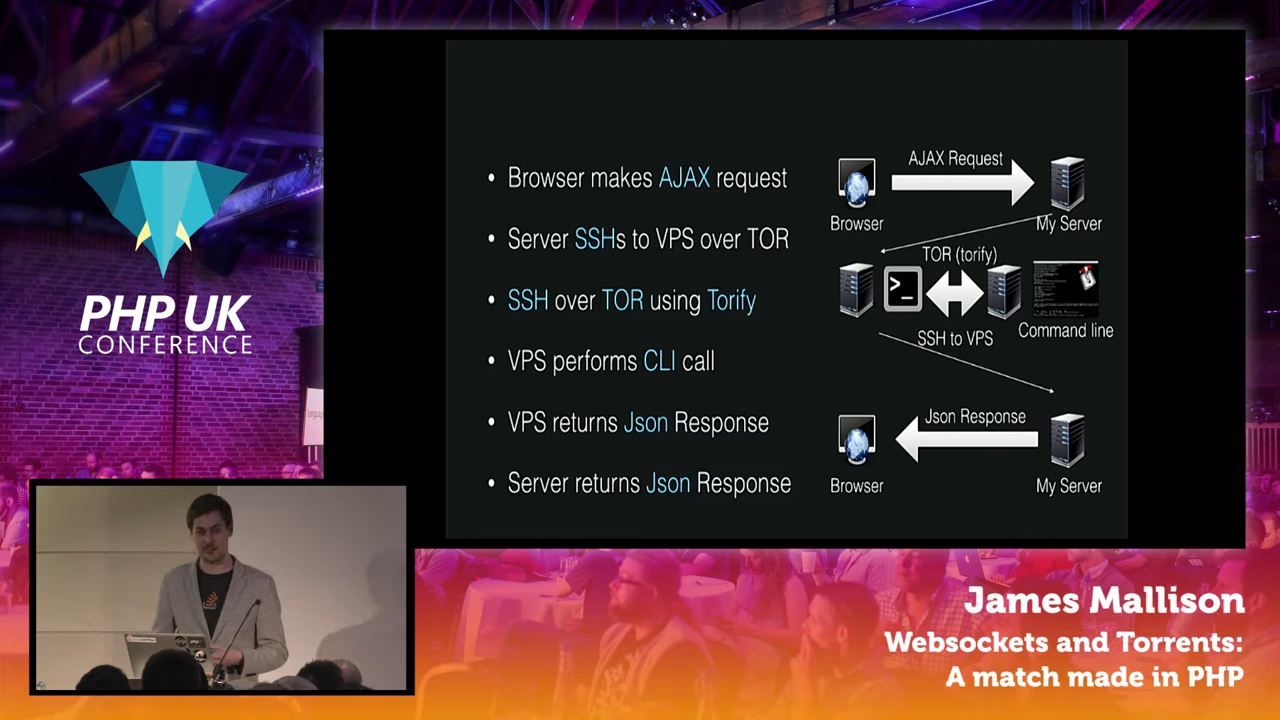 PHP UK
CONFERENCE
• Browser makes AJAX request
• Server SSHs to VPS over TOR
• SSH over TOR using Torify
• VPS performs CLI call
• VPS returns Json Response
• Server returns Json Response
AJAX Request
Browser
My Server
TOR (torify)
>_
SSH to VPS
Command line
Json Response
Browser
My Server
James Mallison
Websockets and Torrents:
A match made in PHP